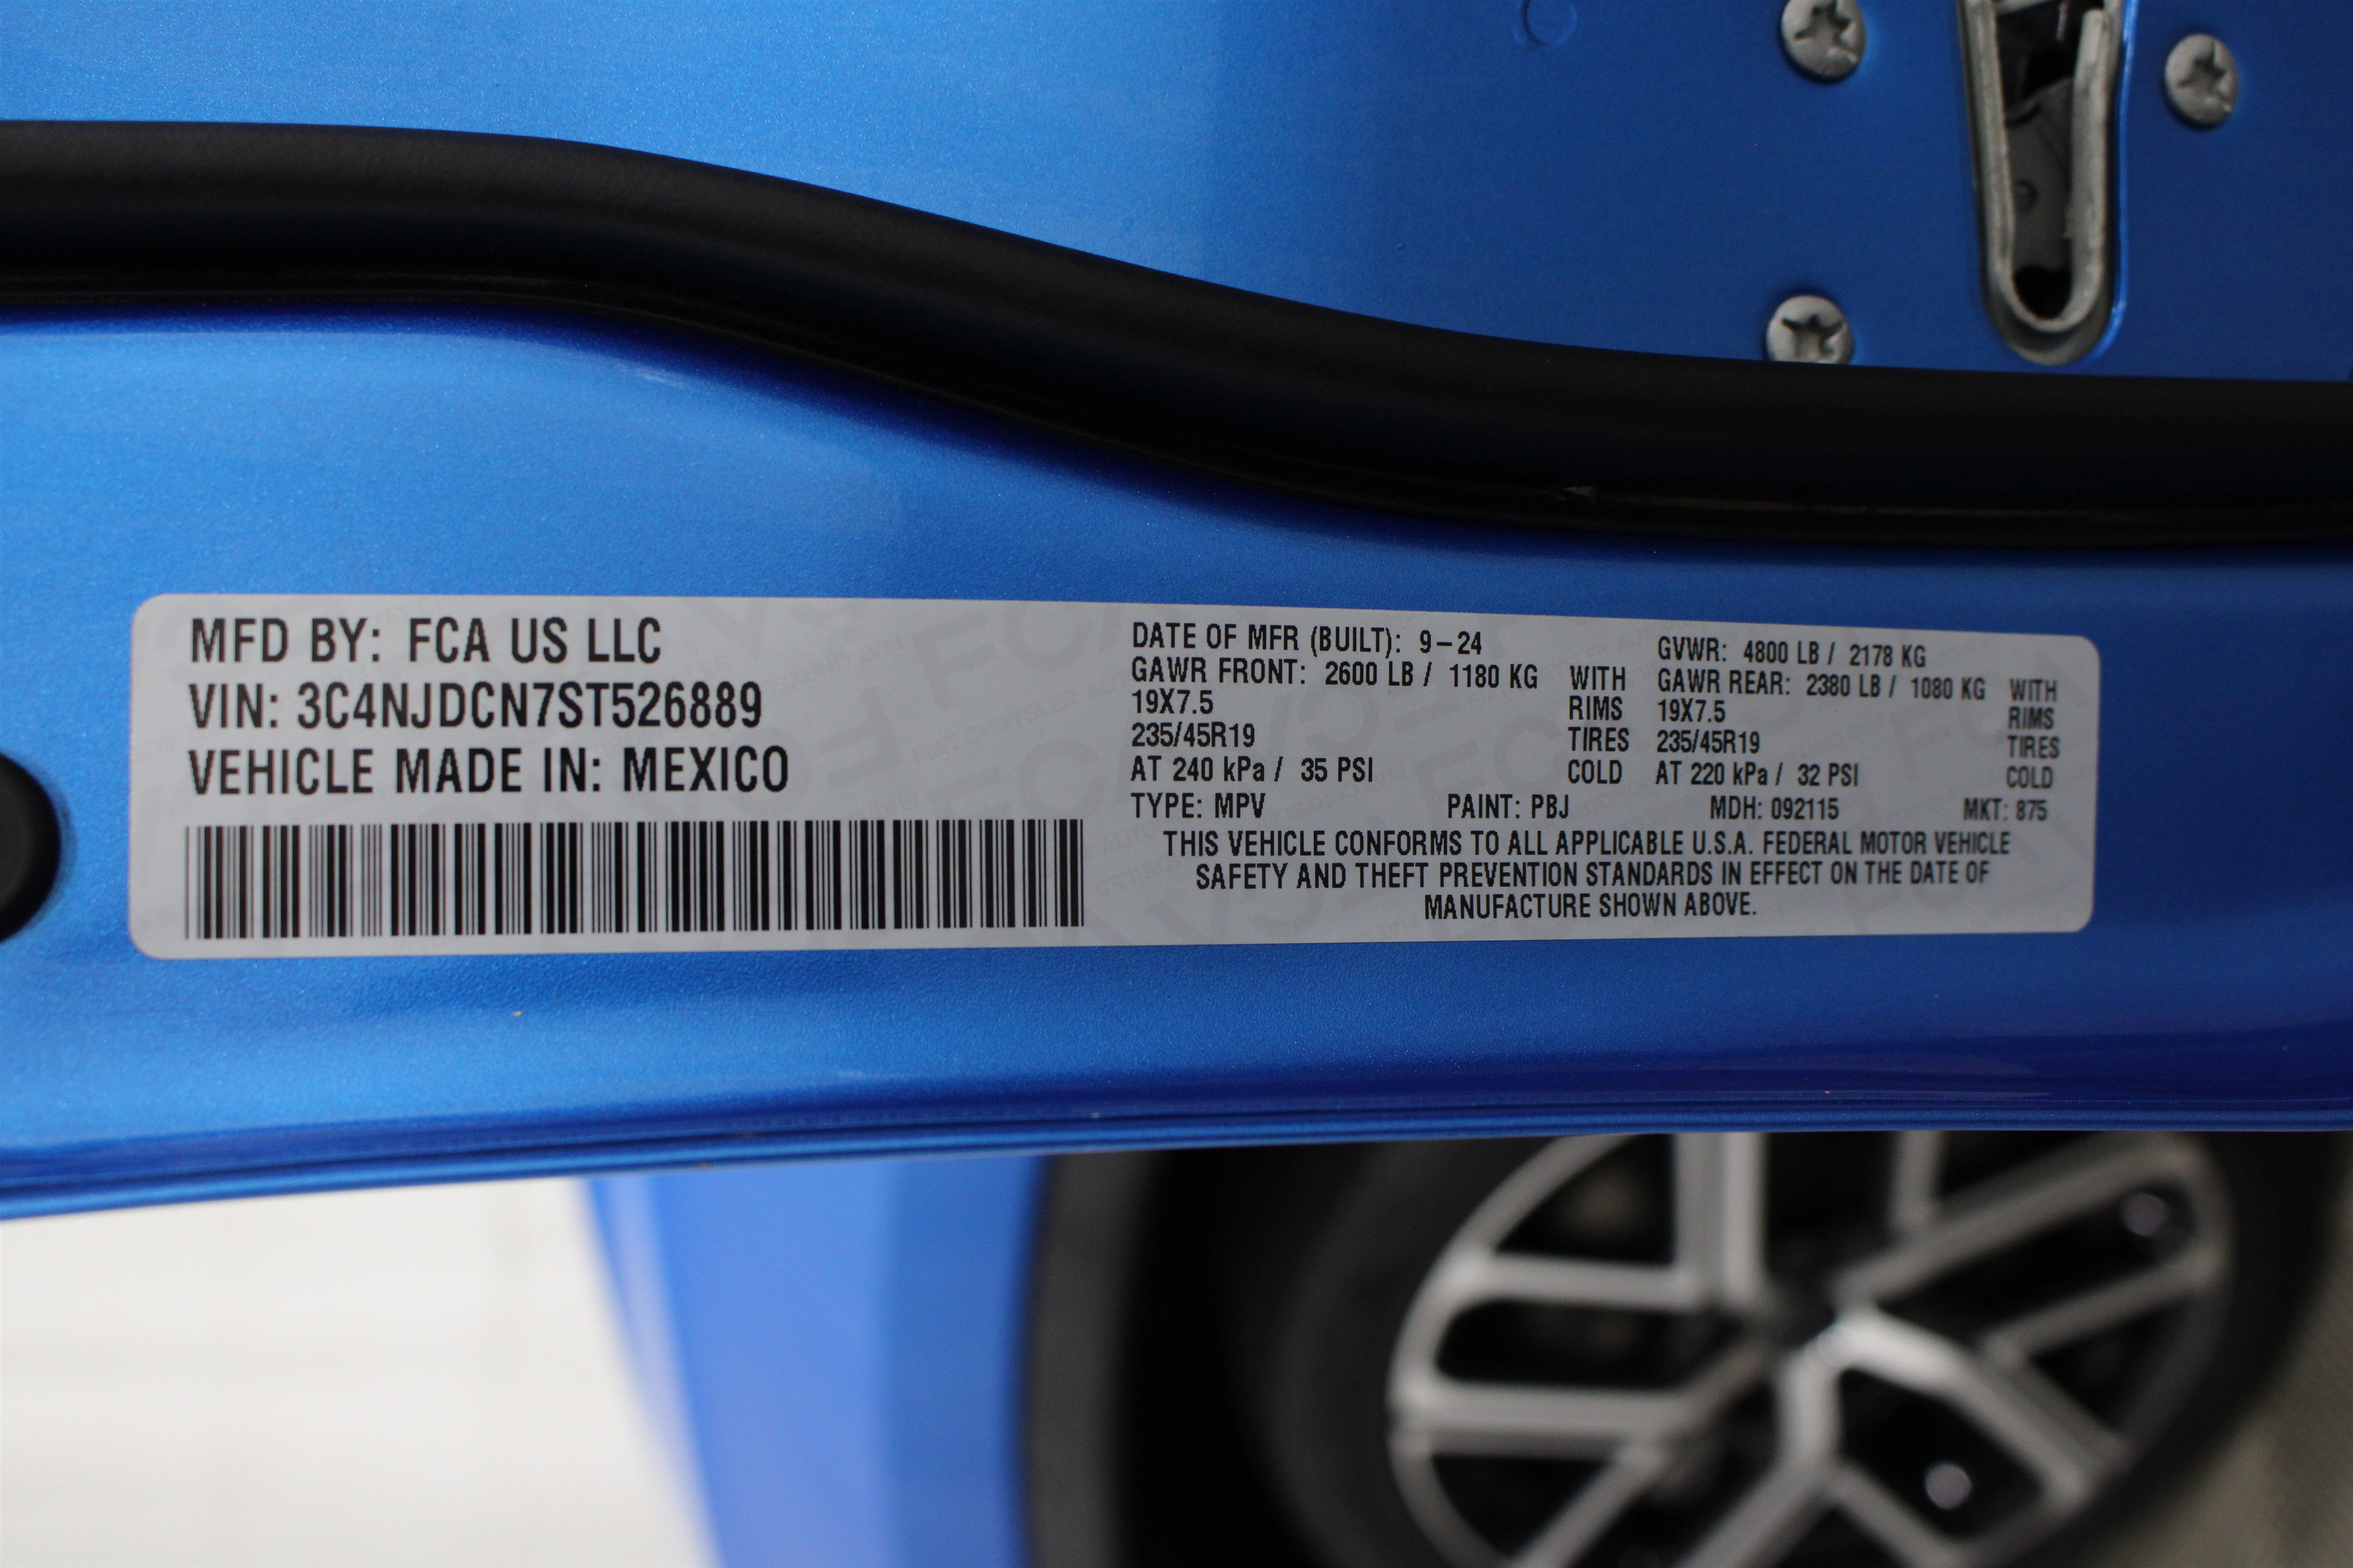 MFD BY: FCA US LLC
VIN: 3C4NJDCN7ST526889
VEHICLE MADE IN: MEXICO
DATE OF MFR (BUILT): 9-24 GVWR: 4800 LB / 2178 KG
GAWR FRONT: 2600 LB / 1180 KG WITH GAWR REAR: 2380 LB / 1080 KG WITH
19X7.5 RIMS 19X7.5 RIMS
235/45R19 TIRES 235/45R19 TIRES
AT 240 kPa / 35 PSI COLD AT 220 kPa / 32 PSI COLD
TYPE: MPV PAINT: PBJ MDH: 092115 MKT: 875
THIS VEHICLE CONFORMS TO ALL APPLICABLE U.S.A. FEDERAL MOTOR VEHICLE
SAFETY AND THEFT PREVENTION STANDARDS IN EFFECT ON THE DATE OF
MANUFACTURE SHOWN ABOVE.